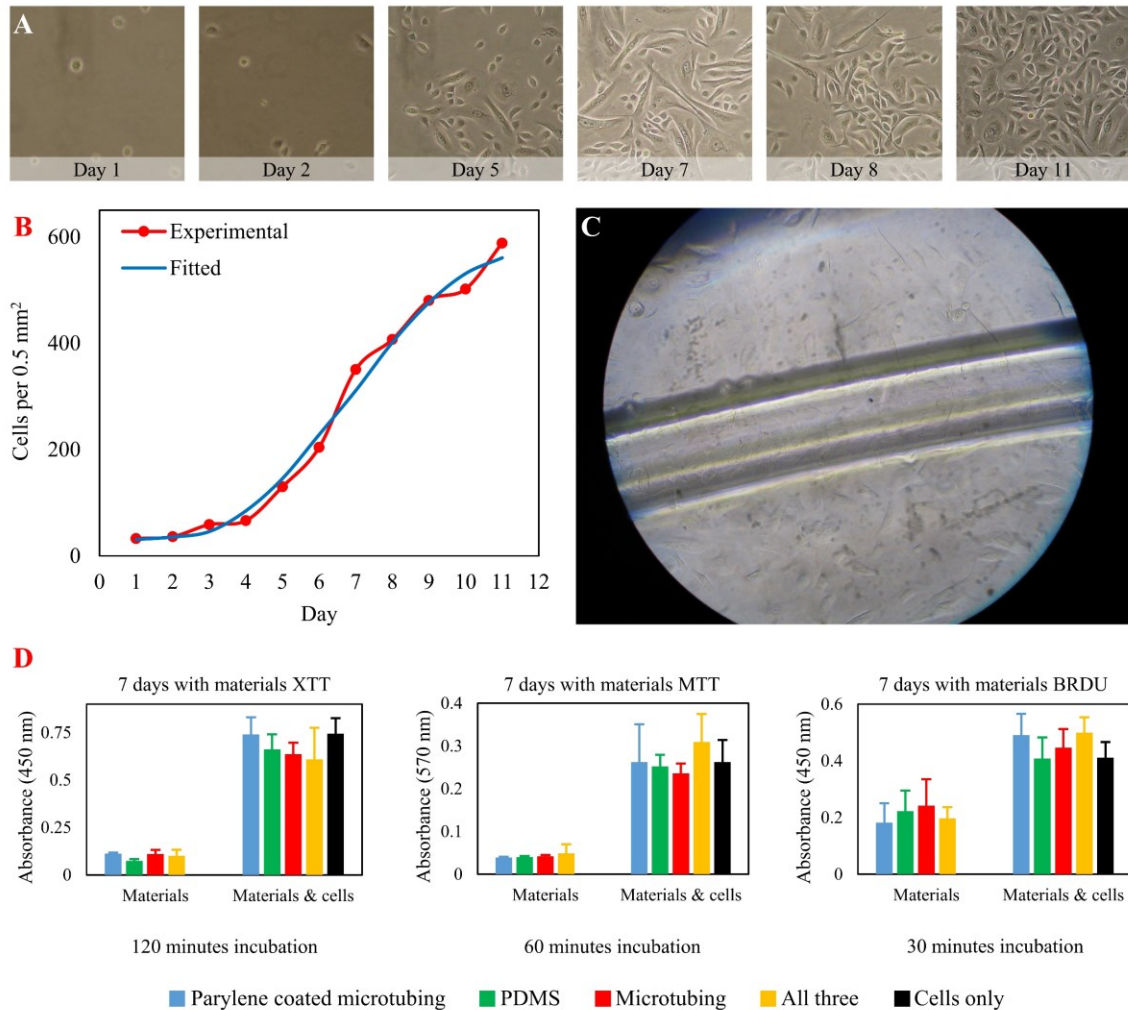 A
Day 1
Day 2
Day 5
Day 7
Day 8
Day 11
B
Experimental
Fitted
Cells per 0.5 mm²
600
400
200
0
0 1 2 3 4 5 6 7 8 9 10 11 12
Day
C
D
7 days with materials XTT
Absorbance (450 nm)
0.75
0.5
0.25
0
Materials
Materials & cells
120 minutes incubation
7 days with materials MTT
Absorbance (570 nm)
0.4
0.3
0.2
0.1
0
Materials
Materials & cells
60 minutes incubation
7 days with materials BRDU
Absorbance (450 nm)
0.6
0.4
0.2
0
Materials
Materials & cells
30 minutes incubation
Parylene coated microtubing
PDMS
Microtubing
All three
Cells only